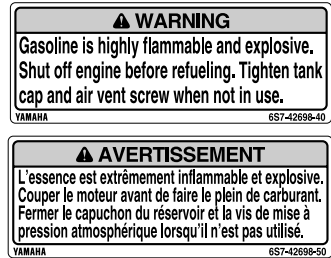 WARNING
Gasoline is highly flammable and explosive.
Shut off engine before refueling. Tighten tank
cap and air vent screw when not in use.
YAMAHA 6S7-42698-40
AVERTISSEMENT
L'essence est extrêmement inflammable et explosive.
Couper le moteur avant de faire le plein de carburant.
Fermer le capuchon du réservoir et la vis de mise à
pression atmosphérique lorsqu'il n'est pas utilisé.
YAMAHA 6S7-42698-50